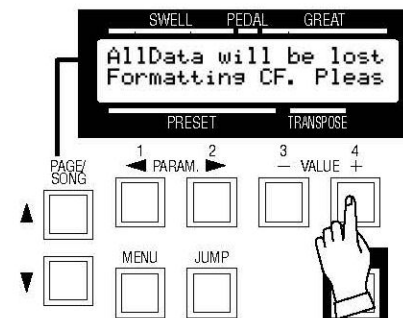 SWELL PEDAL GREAT
AllData will be lost
Formatting CF. Pleas
PRESET TRANSPOSE
1 2 3 4
PAGE/
SONG
◀ PARAM. ▶ − VALUE +
▲
▼
MENU JUMP